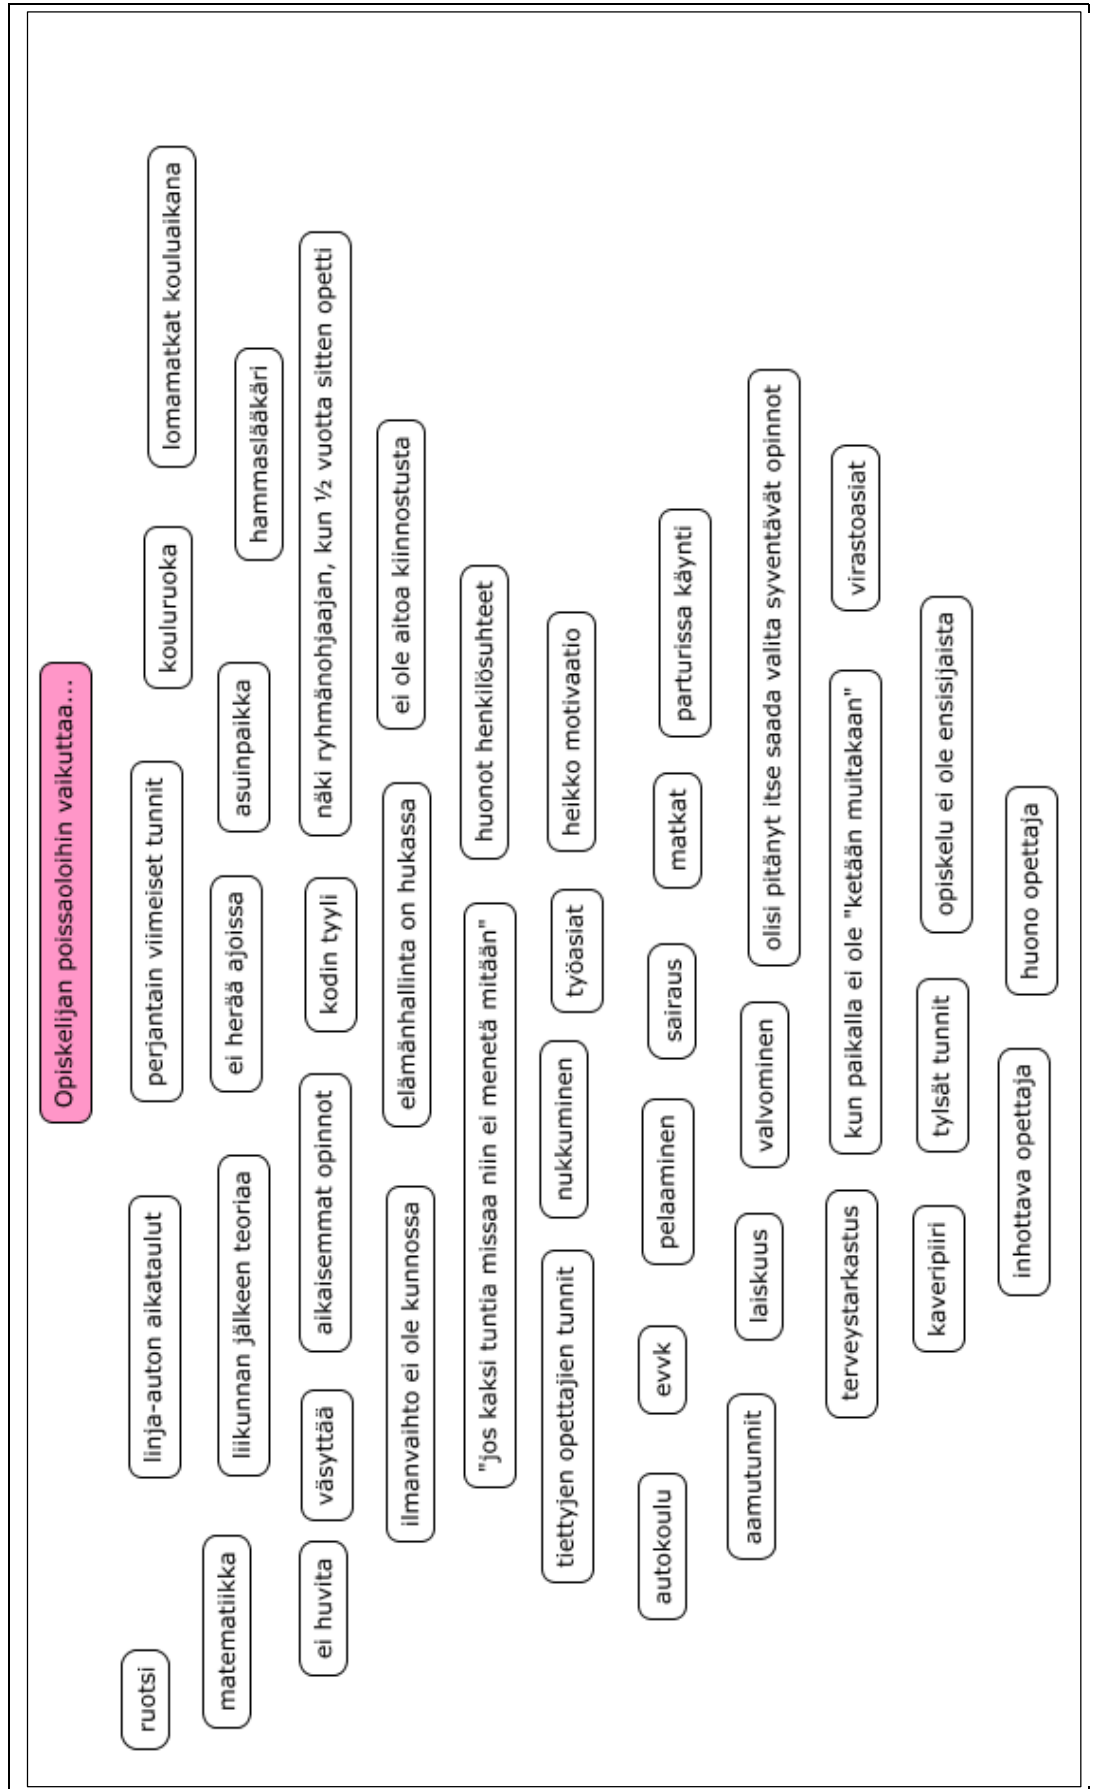 Opiskelijan poissaoloihin vaikuttaa...
ruotsi
linja-auton aikataulut
perjantain viimeiset tunnit
kouluruoka
lomamatkat kouluaikana
matematiikka
liikunnan jälkeen teoriaa
ei herää ajoissa
asuinpaikka
hammaslääkäri
ei huvita
väsyttää
aikaisemmat opinnot
kodin tyyli
näki ryhmänohjaajan, kun ½ vuotta sitten opetti
ilmanvaihto ei ole kunnossa
elämänhallinta on hukassa
ei ole aitoa kiinnostusta
"jos kaksi tuntia missaa niin ei menetä mitään"
huonot henkilösuhteet
tiettyjen opettajien tunnit
nukkuminen
työasiat
heikko motivaatio
autokoulu
evvk
pelaaminen
sairaus
matkat
parturissa käynti
aamutunnit
laiskuus
valvominen
olisi pitänyt itse saada valita syventävät opinnot
terveystarkastus
kun paikalla ei ole "ketään muitakaan"
virastoasiat
kaveripiiri
tylsät tunnit
opiskelu ei ole ensisijaista
inhottava opettaja
huono opettaja